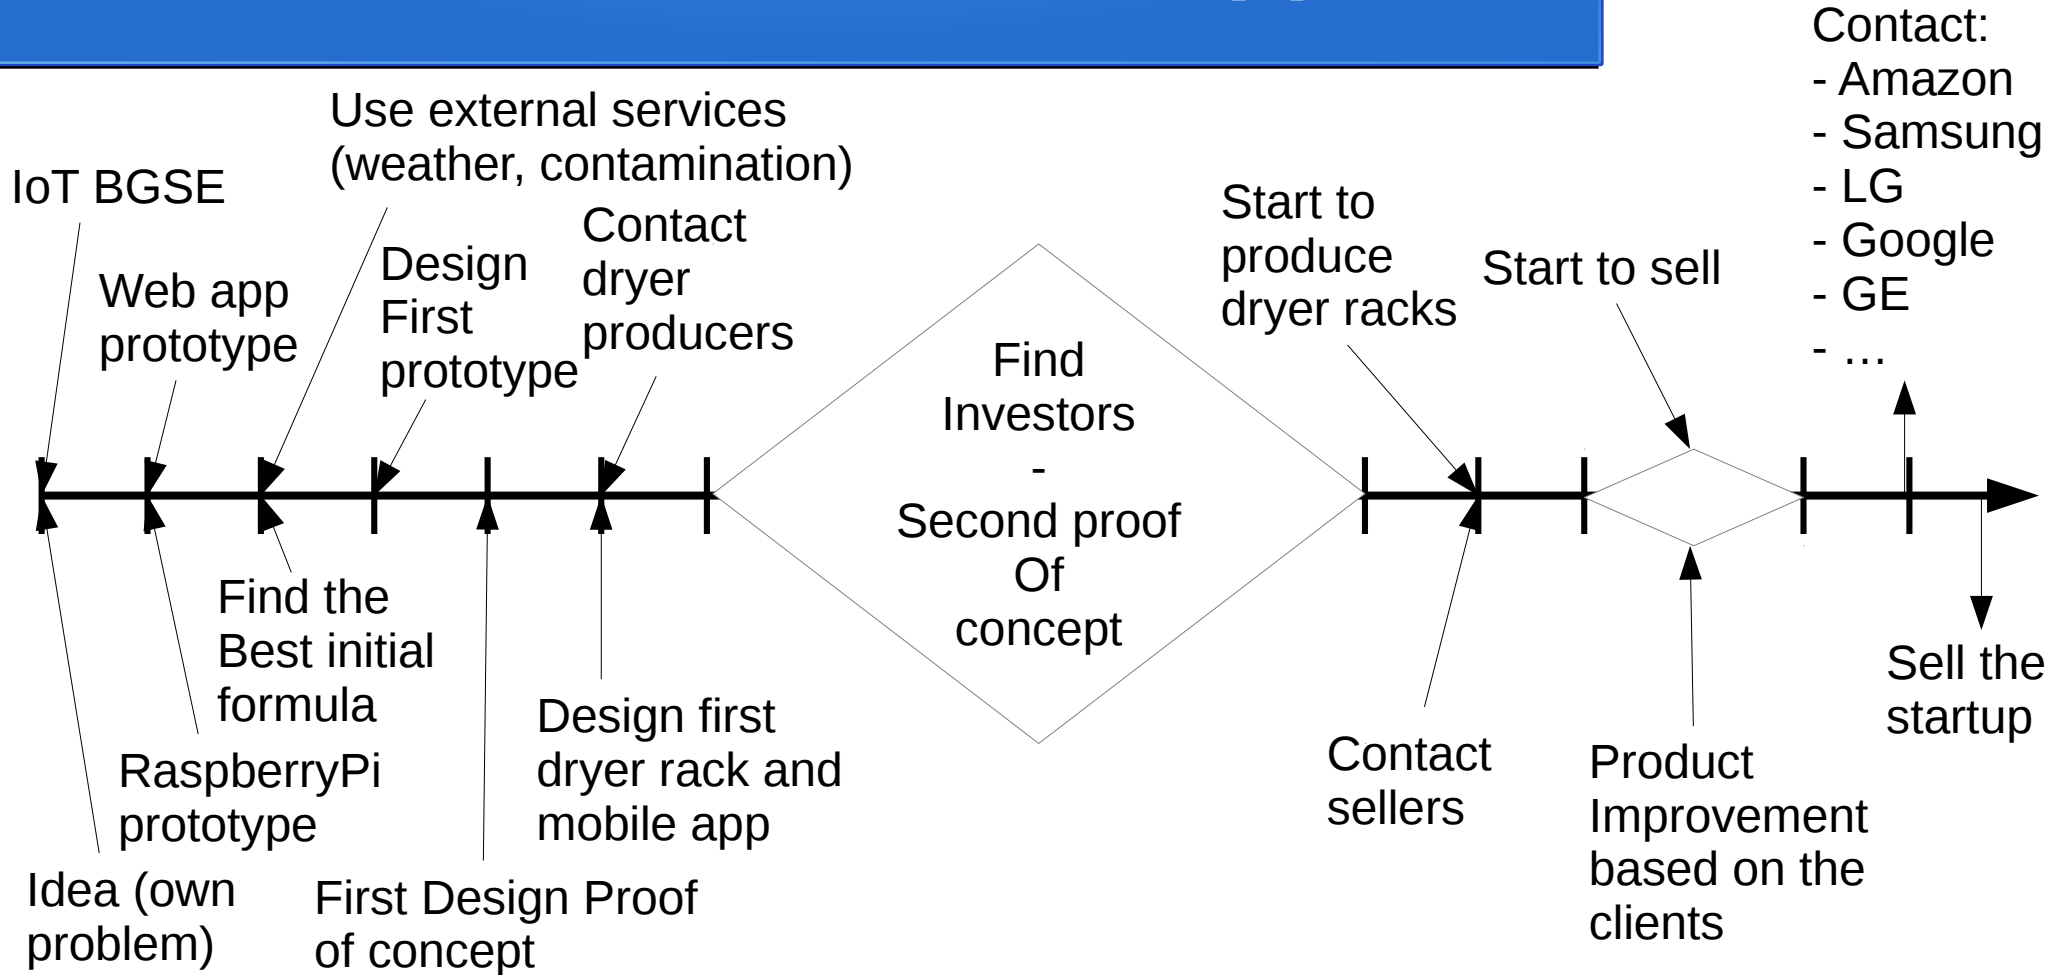 Contact:
- Amazon
- Samsung
- LG
- Google
- GE
- ...
Use external services
(weather, contamination)
IoT BGSE
Web app
prototype
Design
First
prototype
Contact
dryer
producers
Find
Investors
-
Second proof
Of
concept
Start to
produce
dryer racks
Start to sell
Find the
Best initial
formula
RaspberryPi
prototype
Idea (own
problem)
First Design Proof
of concept
Design first
dryer rack and
mobile app
Contact
sellers
Product
Improvement
based on the
clients
Sell the
startup